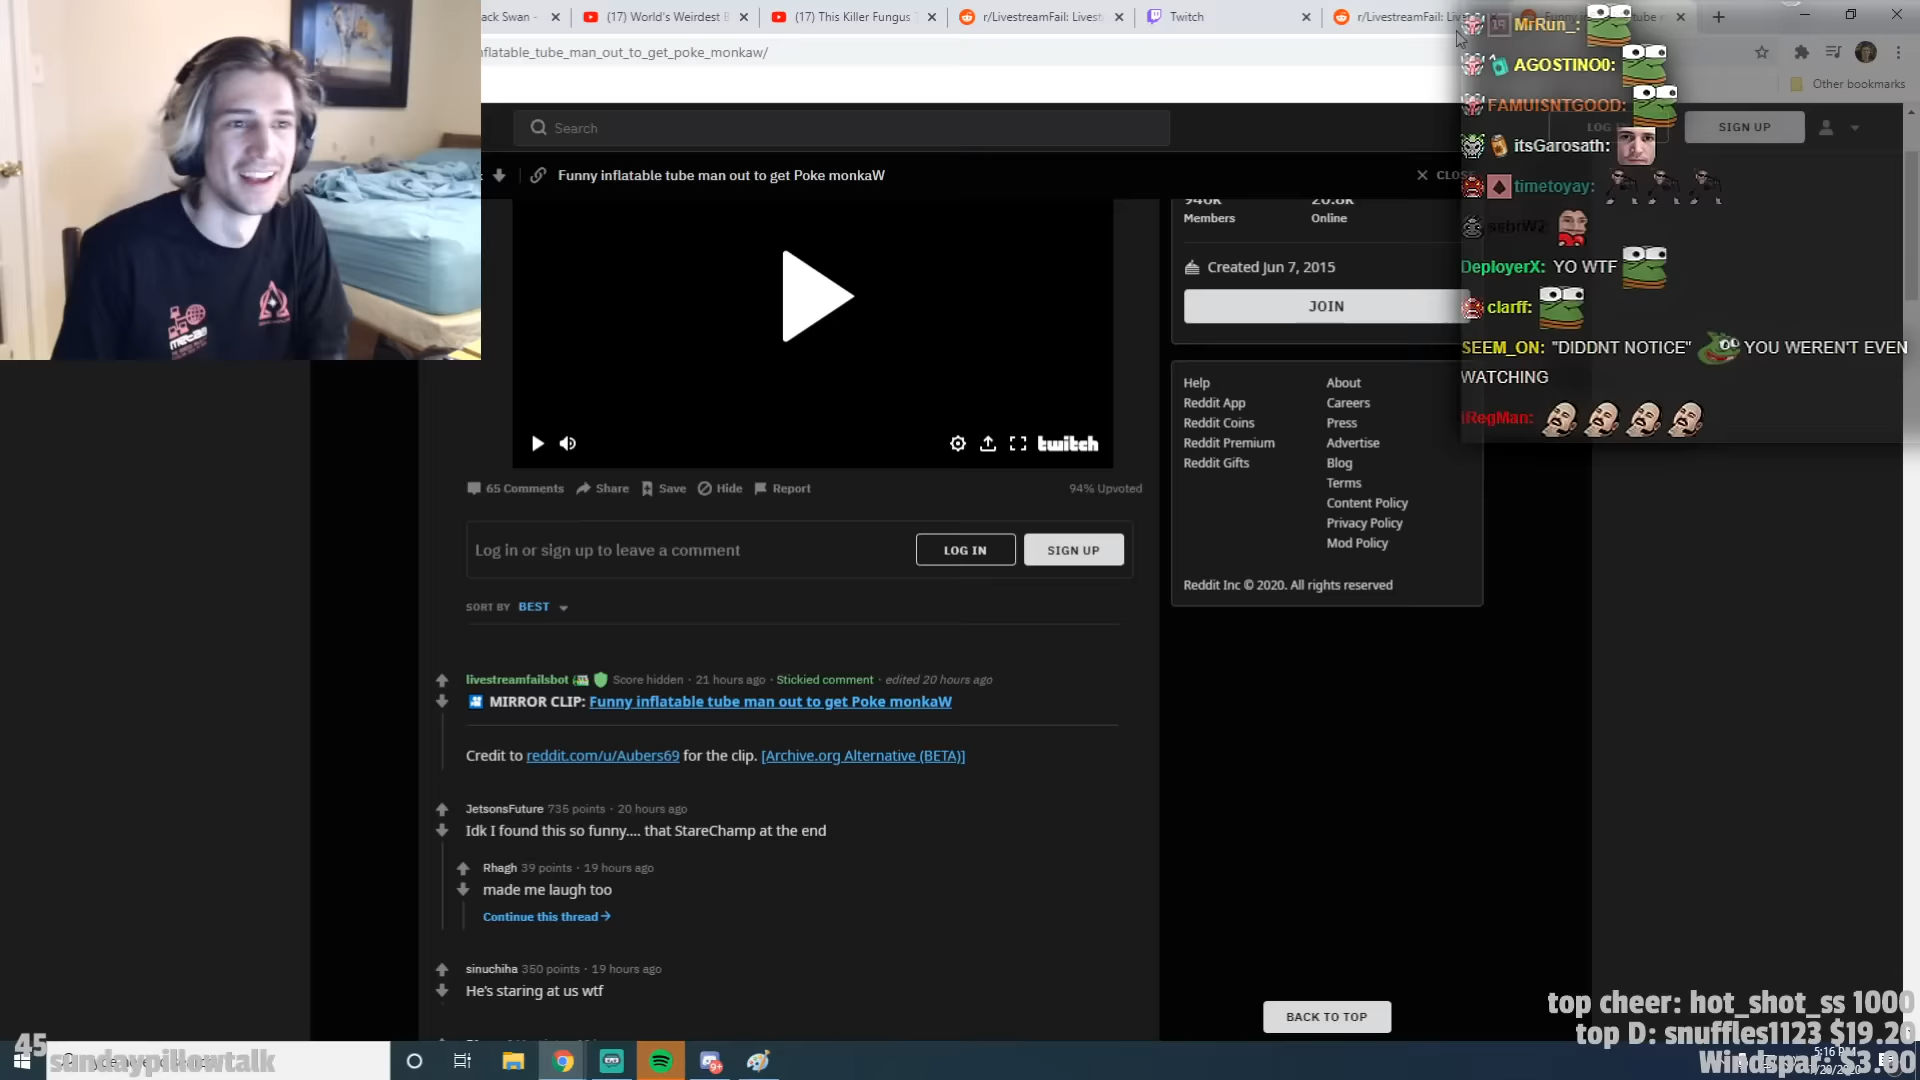 ack Swan -
(17) World's Weirdest E
(17) This Killer Fungus
r/LivestreamFail: Livest
Twitch
r/LivestreamFail:
nflatable_tube_man_out_to_get_poke_monkaw/
Other bookmarks
Search
SIGN UP
Funny inflatable tube man out to get Poke monkaW
CLOSE
Members
Online
Created Jun 7, 2015
JOIN
twitch
65 Comments
Share
Save
Hide
Report
94% Upvoted
Log in or sign up to leave a comment
LOG IN
SIGN UP
SORT BY BEST
livestreamfailsbot Score hidden · 21 hours ago · Stickied comment · edited 20 hours ago
MIRROR CLIP: Funny inflatable tube man out to get Poke monkaW
Credit to reddit.com/u/Aubers69 for the clip. [Archive.org Alternative (BETA)]
JetsonsFuture 735 points · 20 hours ago
Idk I found this so funny.... that StareChamp at the end
Rhagh 39 points · 19 hours ago
made me laugh too
Continue this thread
sinuchiha 350 points · 19 hours ago
He's staring at us wtf
Help
Reddit App
Reddit Coins
Reddit Premium
Reddit Gifts
About
Careers
Press
Advertise
Blog
Terms
Content Policy
Privacy Policy
Mod Policy
Reddit Inc © 2020. All rights reserved
BACK TO TOP
MrRun_:
AGOSTINO0:
FAMUISNTGOOD:
itsGarosath:
timetoyay:
DeployerX: YO WTF
clarff:
SEEM_ON: "DIDDNT NOTICE" YOU WEREN'T EVEN
WATCHING
iRegMan:
top cheer: hot_shot_ss 1000
top D: snuffles1123 $19.20
Windspar: $3.00
45
sundaypillowtalk
5:16 PM